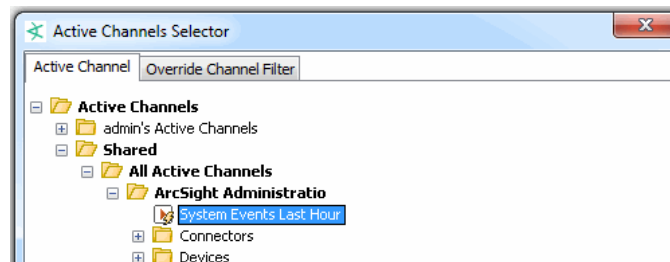 Active Channels Selector
Active Channel Override Channel Filter
Active Channels
admin's Active Channels
Shared
All Active Channels
ArcSight Administratio
System Events Last Hour
Connectors
Devices